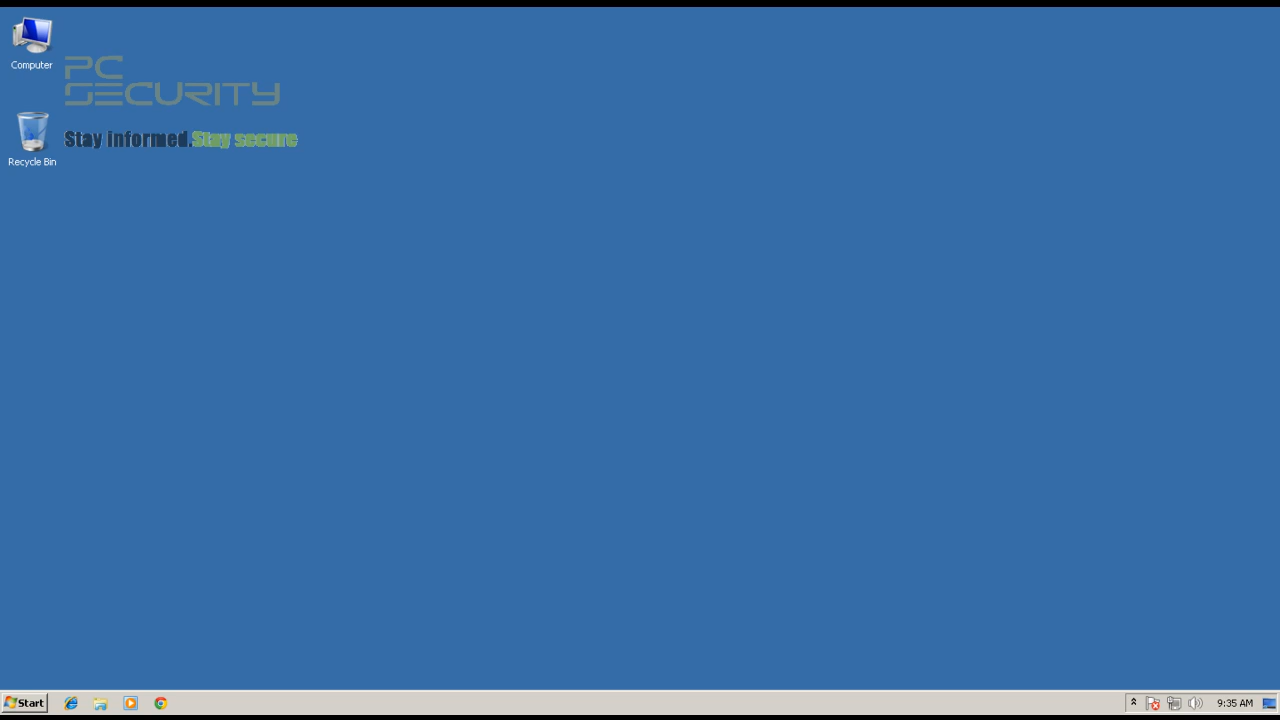 Computer
PC
SECURITY
Stay informed.Stay secure
Recycle Bin
Start
9:35 AM